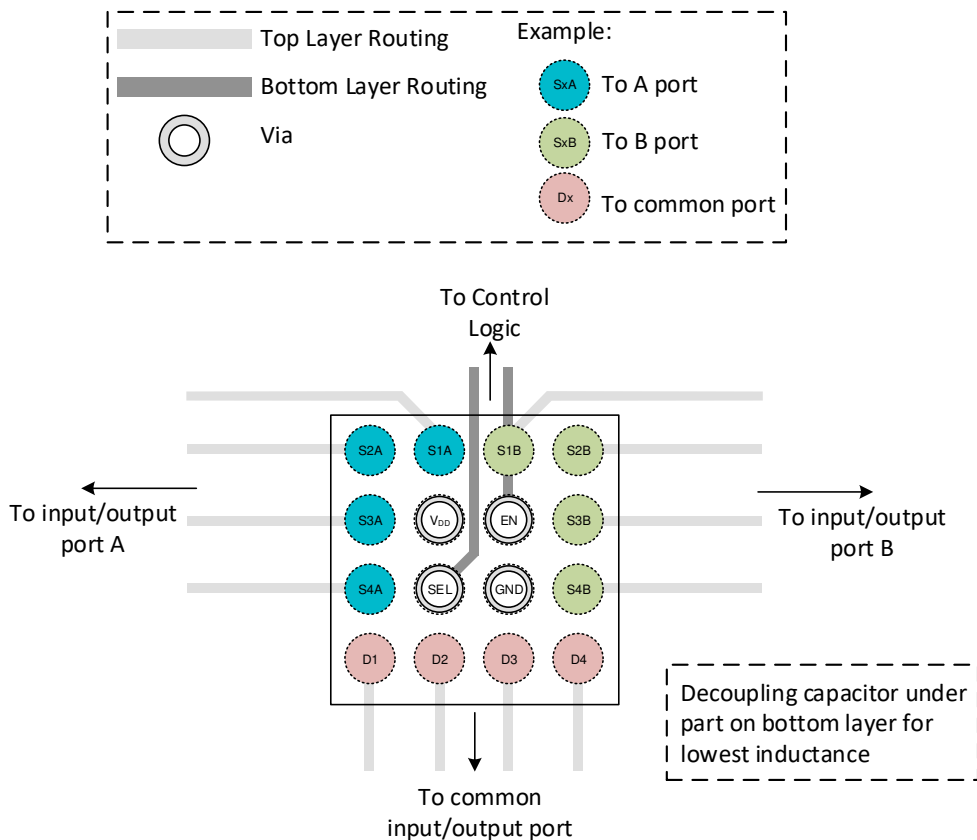 Top Layer Routing
Bottom Layer Routing
Via
Example:
SxA
To A port
SxB
To B port
Dx
To common port
To Control
Logic
S2A
S1A
S1B
S2B
To input/output
port A
S3A
VDD
EN
S3B
To input/output
port B
S4A
SEL
GND
S4B
D1
D2
D3
D4
Decoupling capacitor under
part on bottom layer for
lowest inductance
To common
input/output port